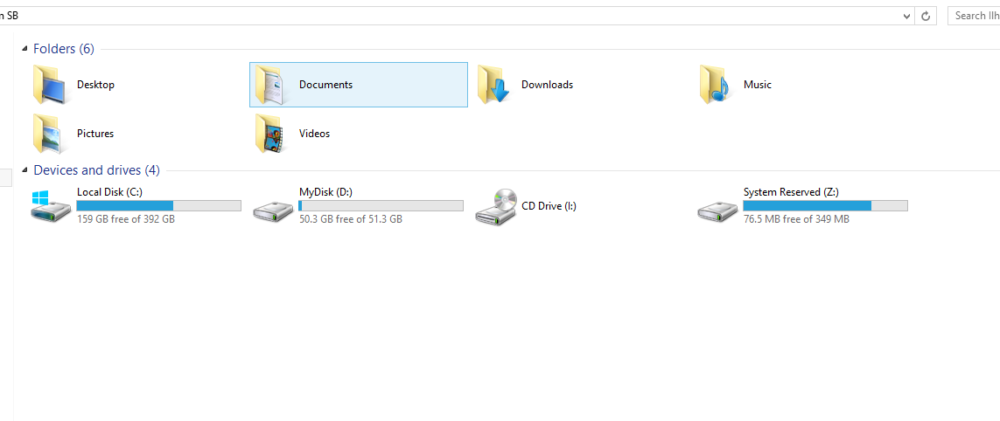 n SB
Search Ilh
Folders (6)
Desktop
Documents
Downloads
Music
Pictures
Videos
Devices and drives (4)
Local Disk (C:)
159 GB free of 392 GB
MyDisk (D:)
50.3 GB free of 51.3 GB
CD Drive (I:)
System Reserved (Z:)
76.5 MB free of 349 MB